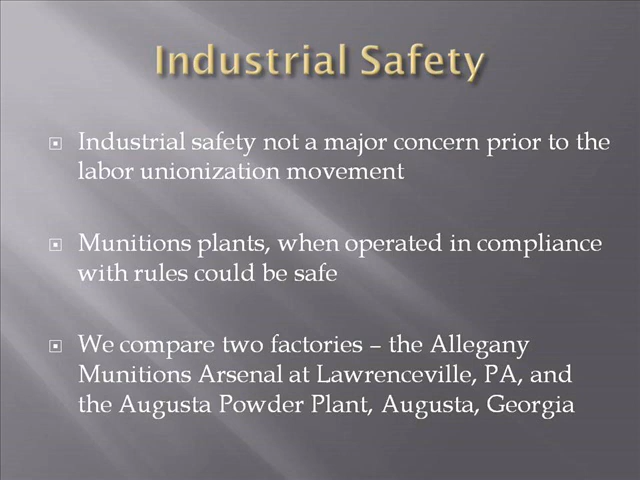 Industrial Safety
Industrial safety not a major concern prior to the
labor unionization movement
Munitions plants, when operated in compliance
with rules could be safe
We compare two factories – the Allegany
Munitions Arsenal at Lawrenceville, PA, and
the Augusta Powder Plant, Augusta, Georgia